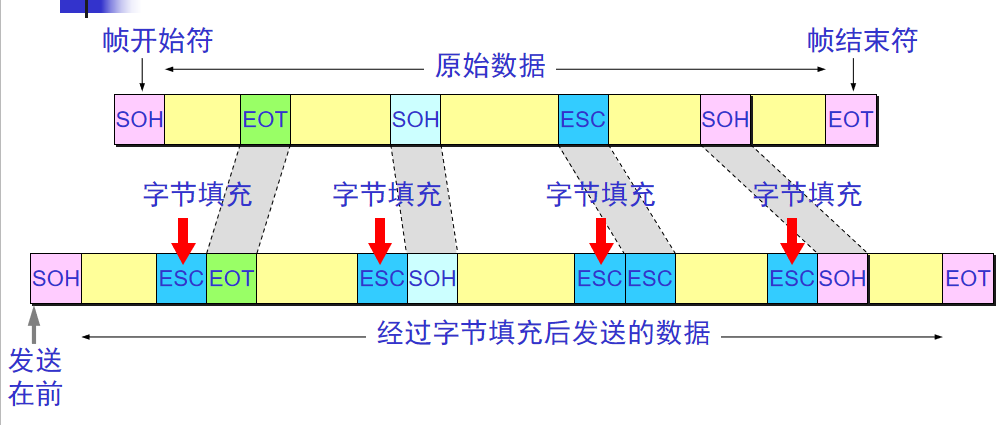 帧开始符
原始数据
帧结束符
SOH EOT SOH ESC SOH EOT
字节填充 字节填充 字节填充 字节填充
SOH ESC EOT ESC SOH ESC ESC ESC SOH EOT
经过字节填充后发送的数据
发送
在前